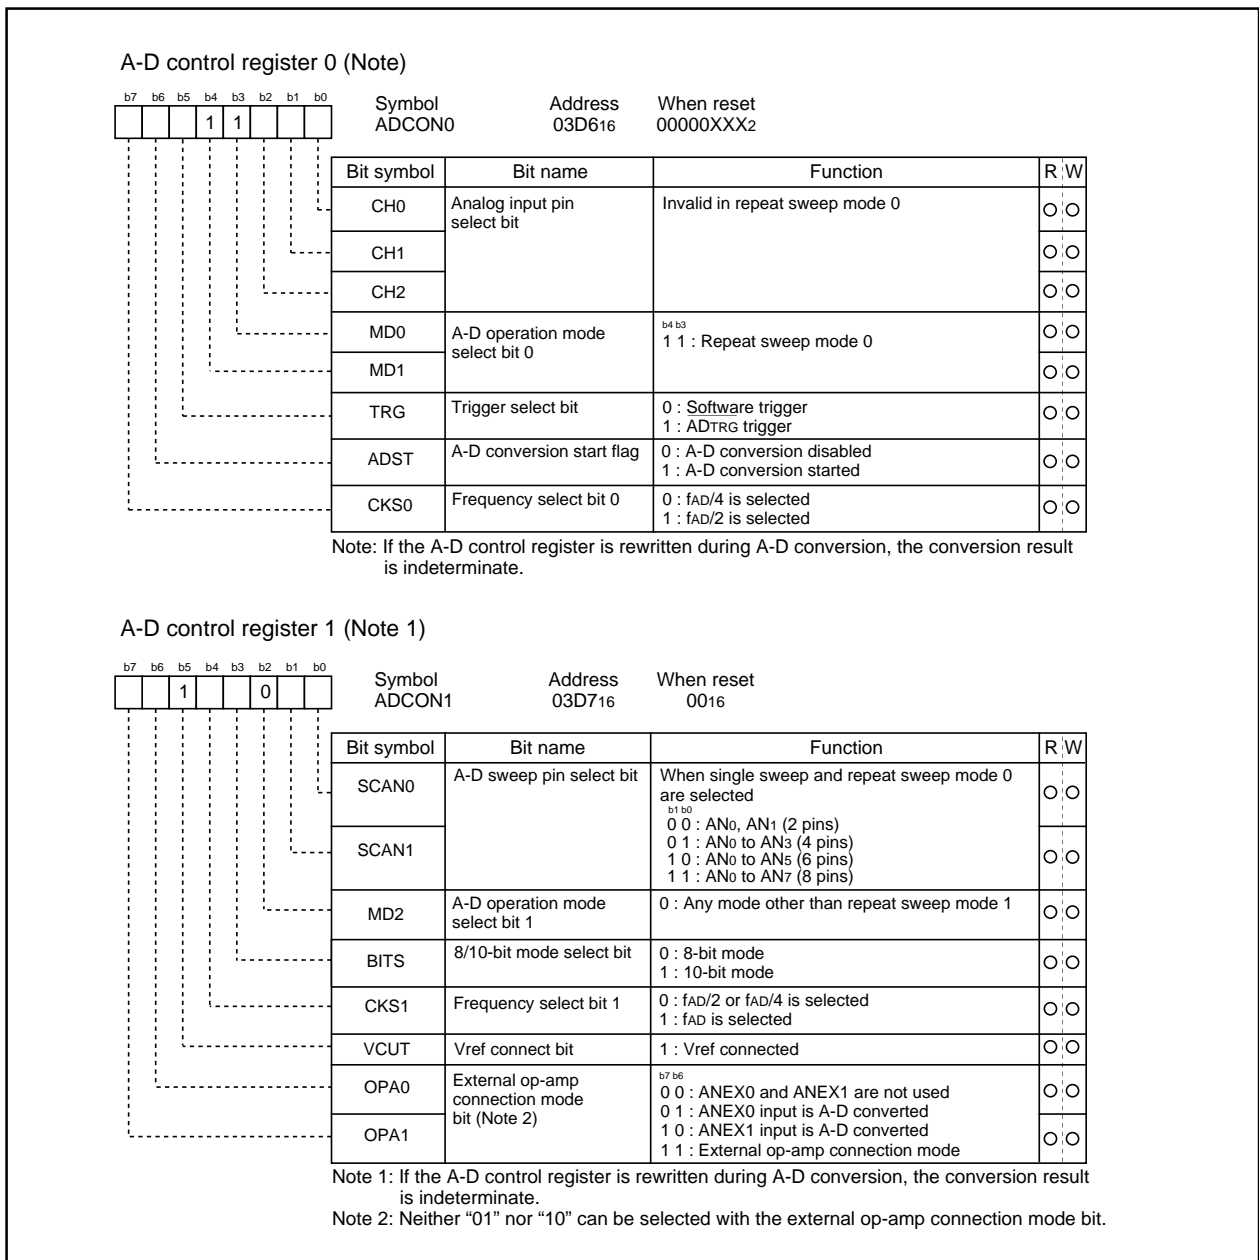 A-D control register 0 (Note)
b7 b6 b5 b4 b3 b2 b1 b0
1 1
Symbol Address When reset
ADCON0 03D616 00000XXX2
Bit symbol Bit name Function R W
CH0 Analog input pin select bit Invalid in repeat sweep mode 0
CH1
CH2
MD0 A-D operation mode select bit 0 b4 b3
1 1 : Repeat sweep mode 0
MD1
TRG Trigger select bit 0 : Software trigger
1 : ADTRG trigger
ADST A-D conversion start flag 0 : A-D conversion disabled
1 : A-D conversion started
CKS0 Frequency select bit 0 0 : fAD/4 is selected
1 : fAD/2 is selected
Note: If the A-D control register is rewritten during A-D conversion, the conversion result
is indeterminate.
A-D control register 1 (Note 1)
b7 b6 b5 b4 b3 b2 b1 b0
1 0
Symbol Address When reset
ADCON1 03D716 0016
Bit symbol Bit name Function R W
SCAN0 A-D sweep pin select bit When single sweep and repeat sweep mode 0
are selected
b1 b0
0 0 : AN0, AN1 (2 pins)
0 1 : AN0 to AN3 (4 pins)
1 0 : AN0 to AN5 (6 pins)
1 1 : AN0 to AN7 (8 pins)
SCAN1
MD2 A-D operation mode select bit 1 0 : Any mode other than repeat sweep mode 1
BITS 8/10-bit mode select bit 0 : 8-bit mode
1 : 10-bit mode
CKS1 Frequency select bit 1 0 : fAD/2 or fAD/4 is selected
1 : fAD is selected
VCUT Vref connect bit 1 : Vref connected
OPA0 External op-amp connection mode bit (Note 2) b7 b6
0 0 : ANEX0 and ANEX1 are not used
0 1 : ANEX0 input is A-D converted
1 0 : ANEX1 input is A-D converted
1 1 : External op-amp connection mode
OPA1
Note 1: If the A-D control register is rewritten during A-D conversion, the conversion result
is indeterminate.
Note 2: Neither “01” nor “10” can be selected with the external op-amp connection mode bit.